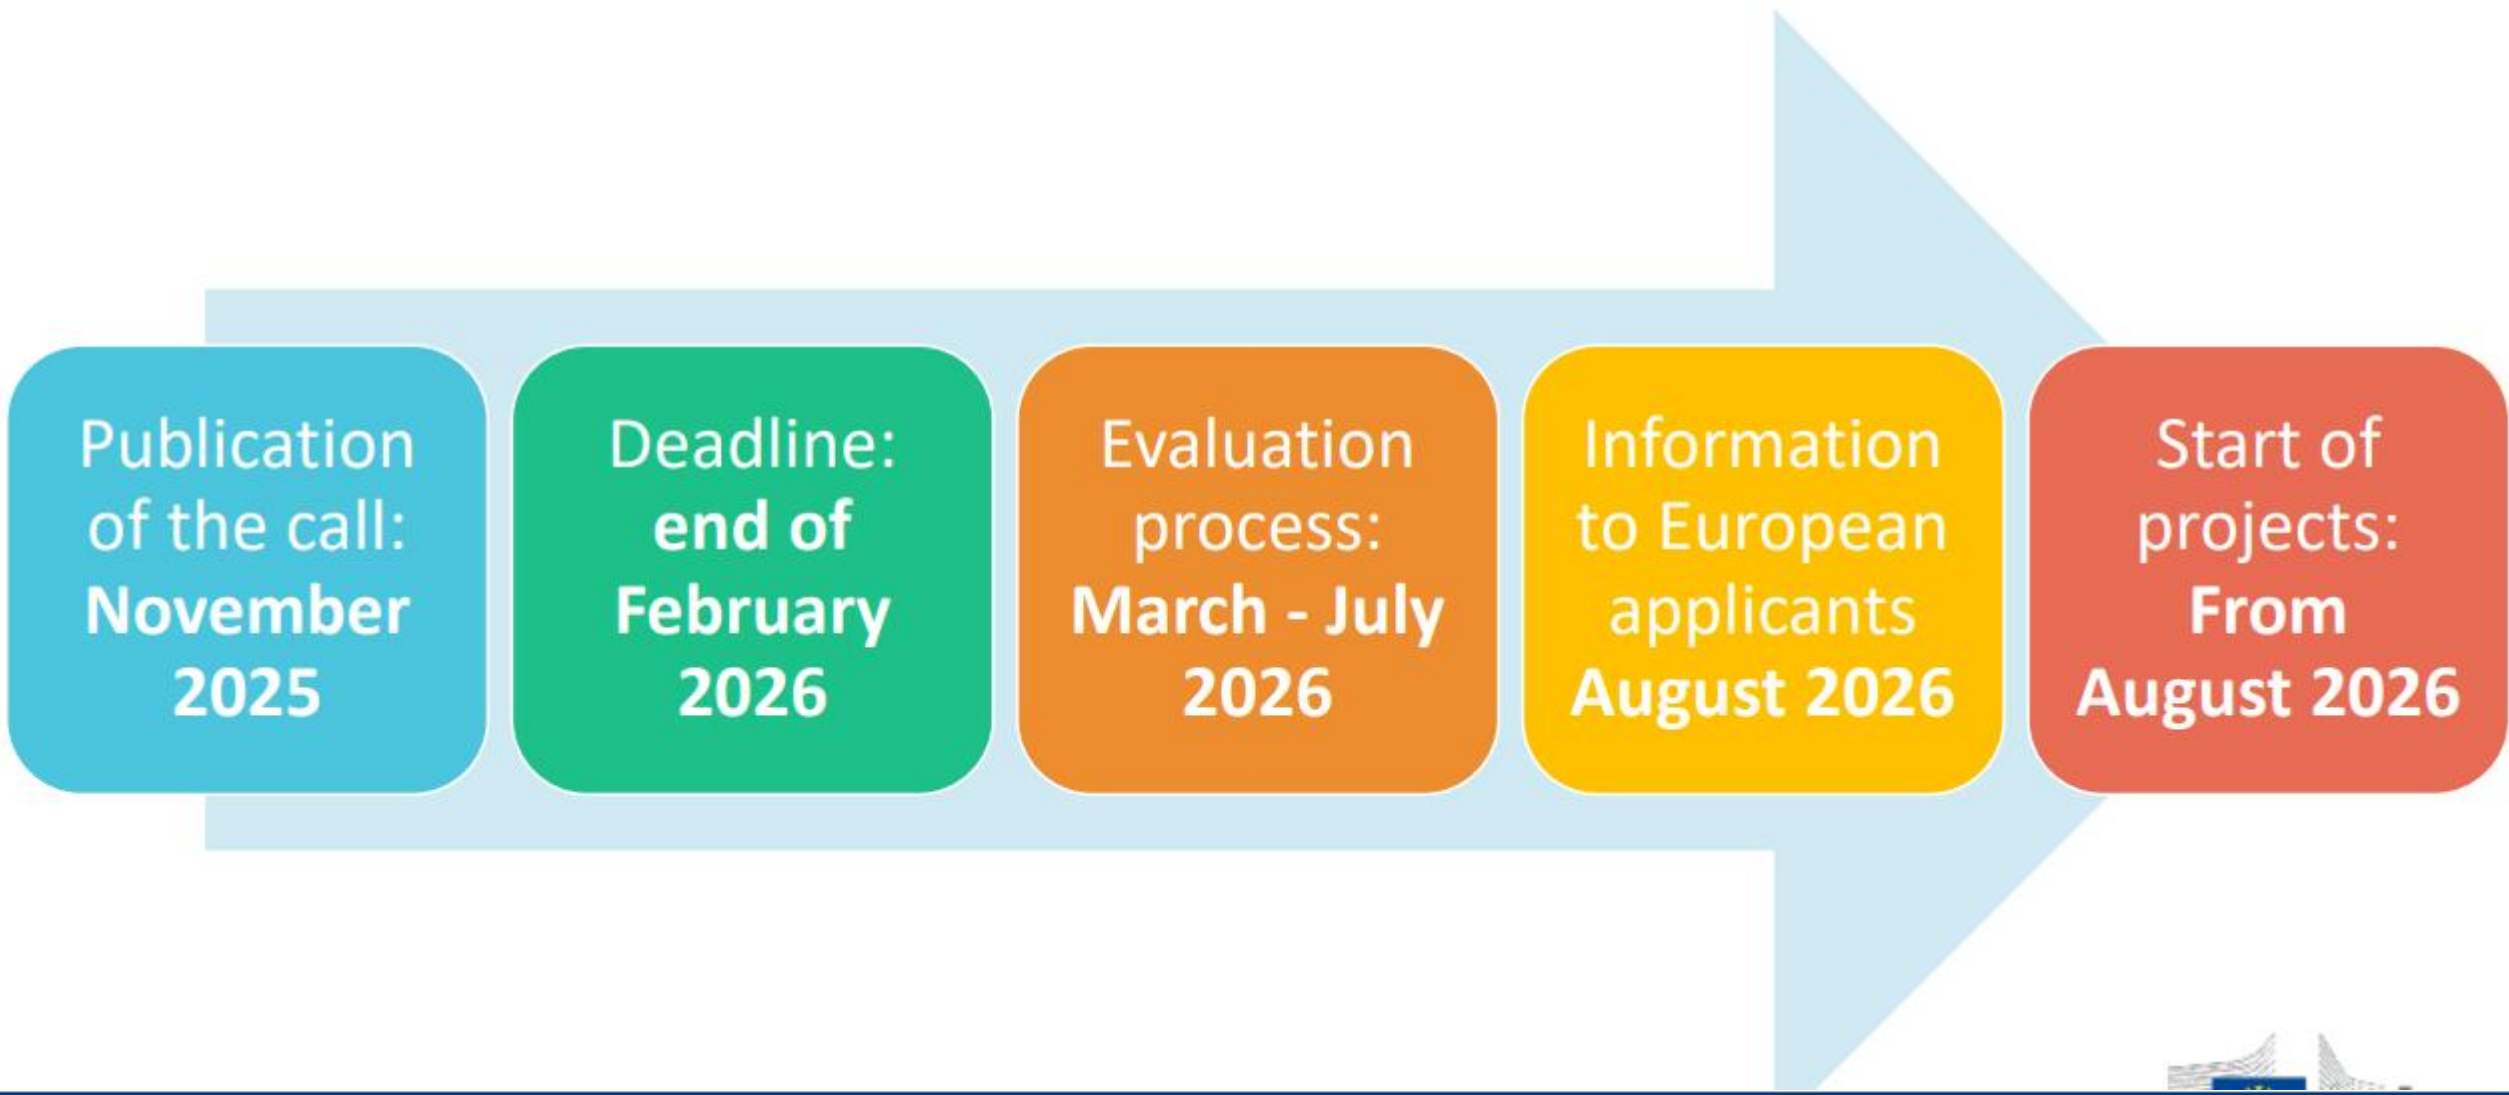 Publication
of the call:
November
2025
Deadline:
end of
February
2026
Evaluation
process:
March - July
2026
Information
to European
applicants
August 2026
Start of
projects:
From
August 2026